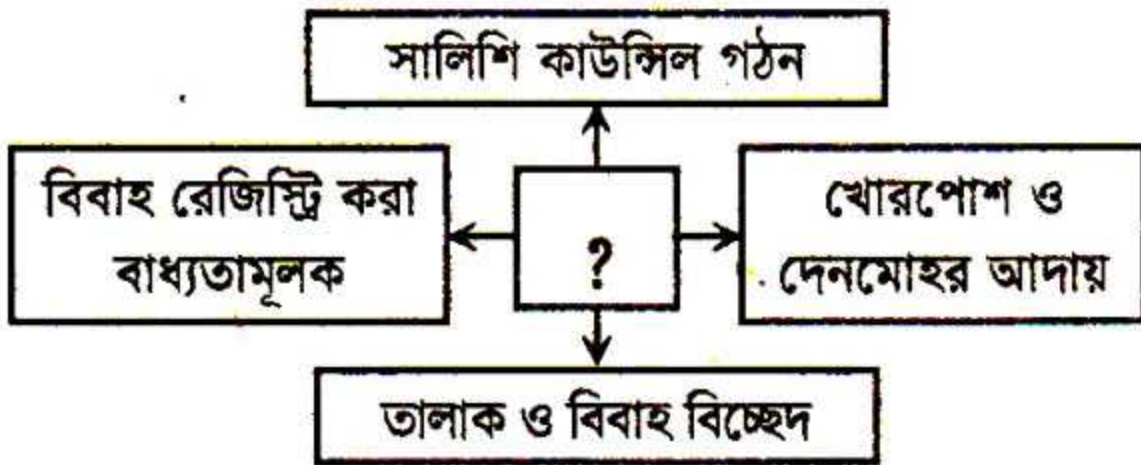 সালিশি কাউন্সিল গঠন
বিবাহ রেজিস্ট্রি করা
বাধ্যতামূলক
?
খোরপোশ ও
দেনমোহর আদায়
তালাক ও বিবাহ বিচ্ছেদ